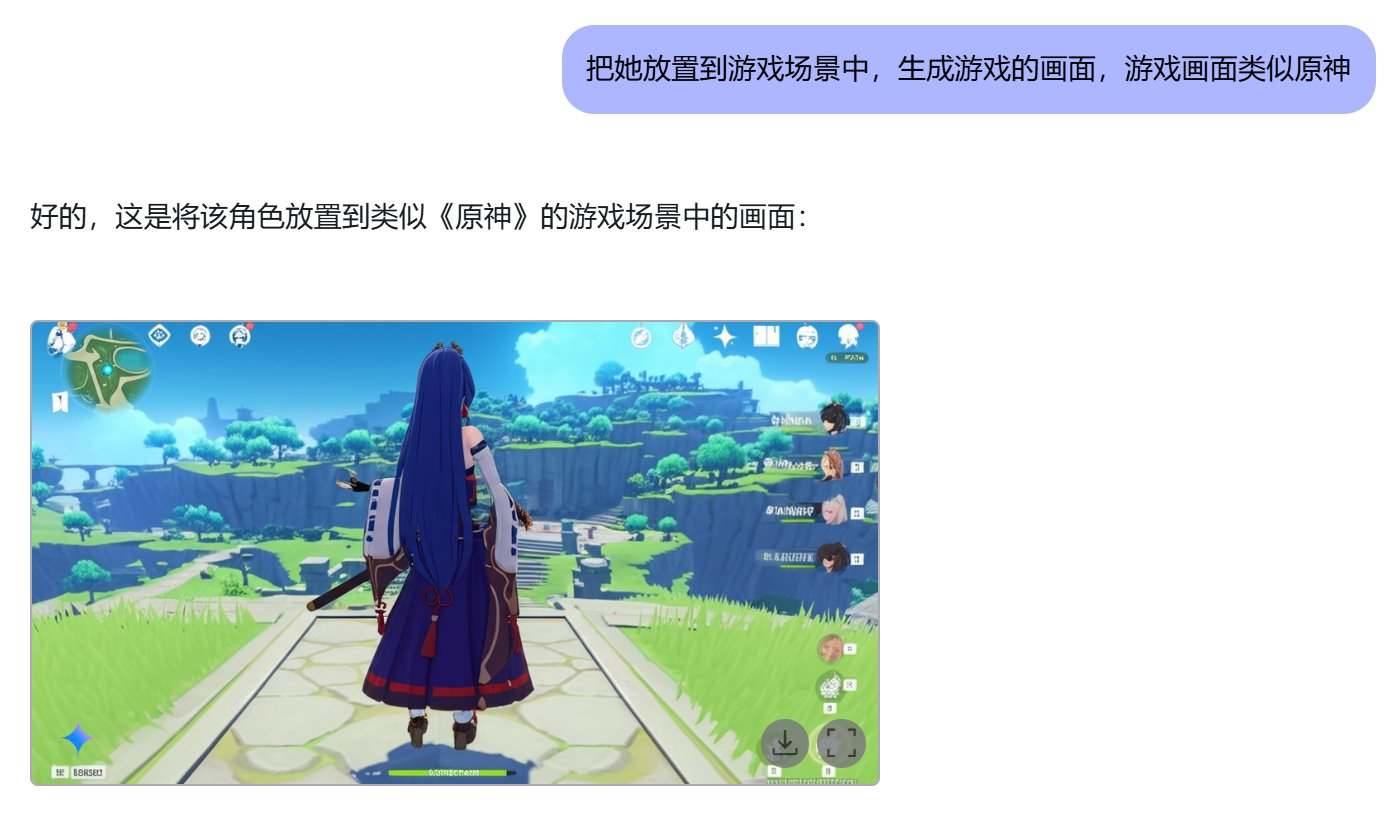 把她放置到游戏场景中，生成游戏的画面，游戏画面类似原神
好的，这是将该角色放置到类似《原神》的游戏场景中的画面：